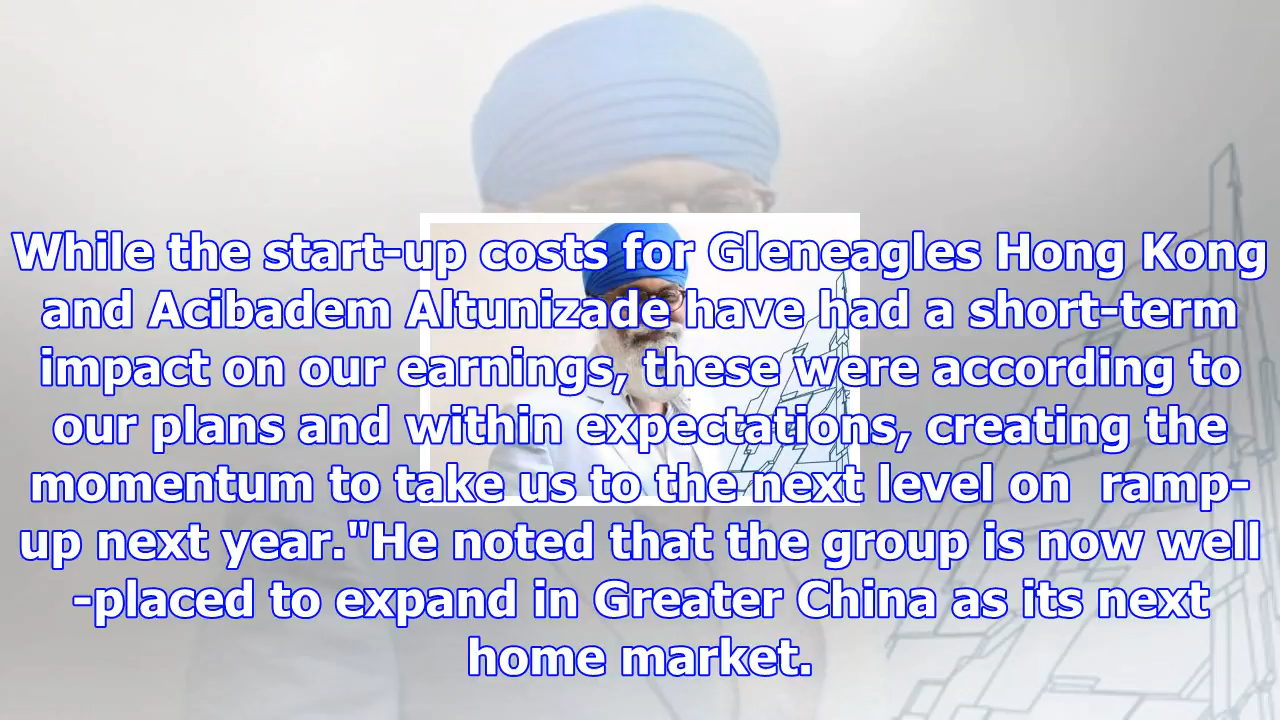 While the start-up costs for Gleneagles Hong Kong
and Acibadem Altunizade have had a short-term
impact on our earnings, these were according to
our plans and within expectations, creating the
momentum to take us to the next level on  ramp-
up next year."He noted that the group is now well
-placed to expand in Greater China as its next
home market.